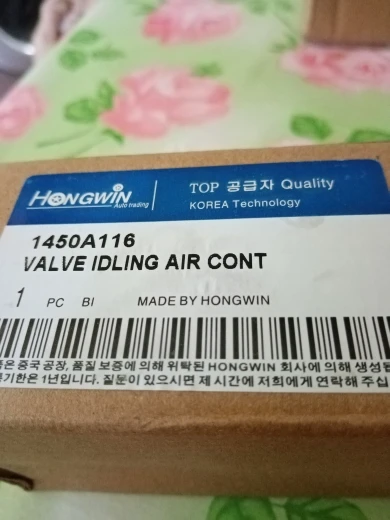 HONGWIN
Auto trading
TOP 공급자 Quality
KOREA Technology
1450A116
VALVE IDLING AIR CONT
1 PC BI MADE BY HONGWIN
중국 공장, 품질 보증에 의해 위탁된 HONGWIN 회사에 의해 생성된
기한은 1년입니다. 질문이 있으시면 제 시간에 저희에게 연락해 주십